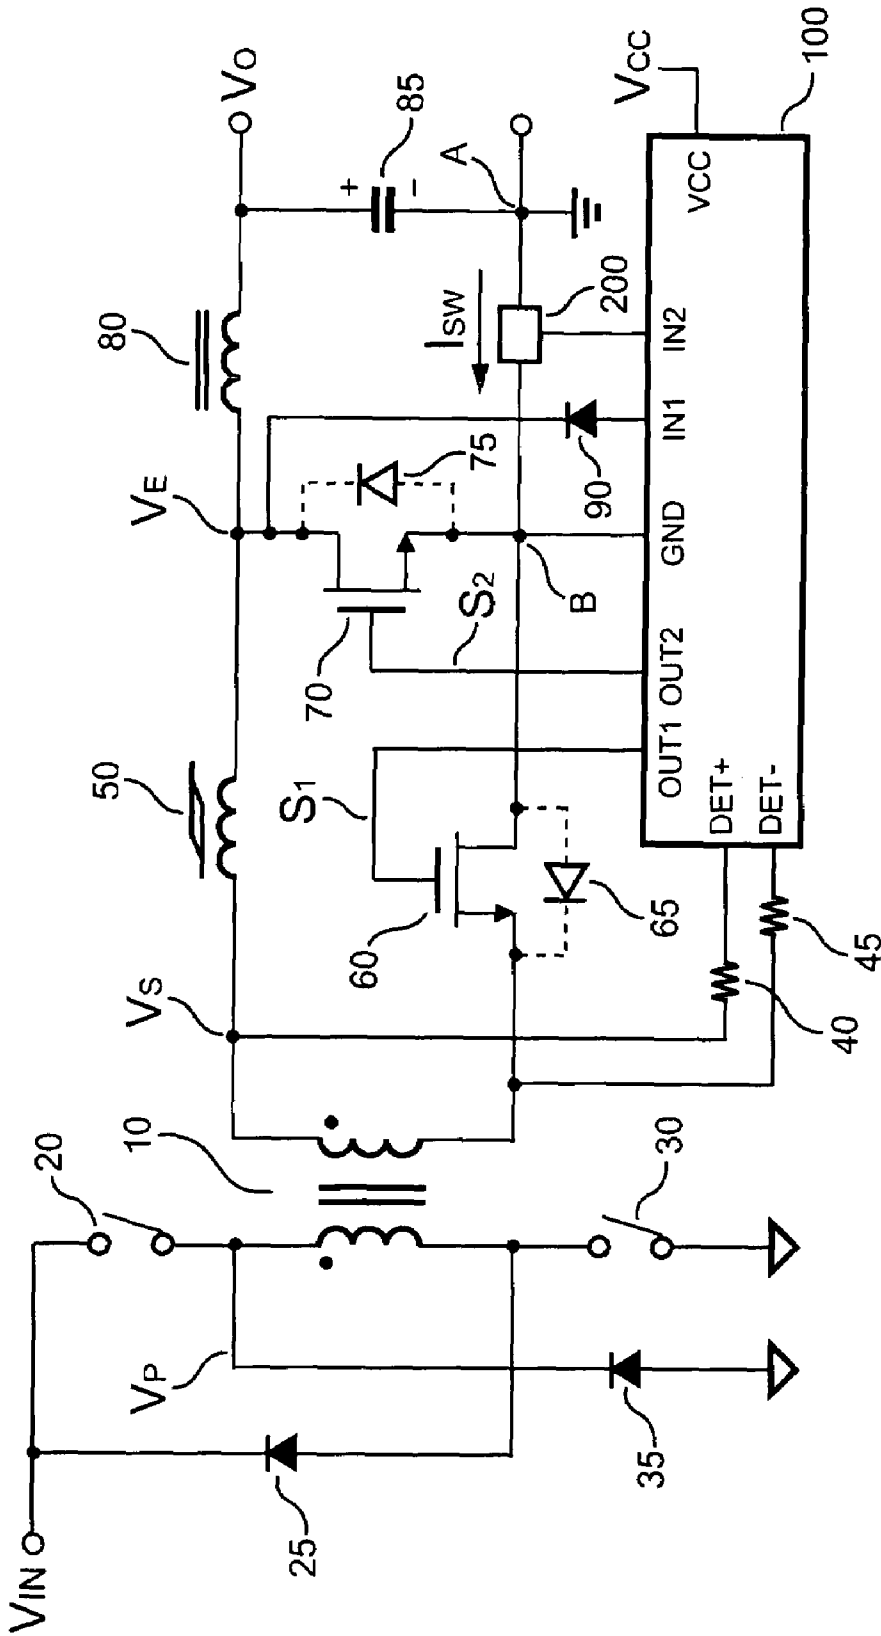 VIN
25
VP
35
20
10
30
VS
50
S1
60
65
40
45
VE
70
75
S2
B
90
80
ISW
200
A
VO
+
−
85
VCC
100
DET+
DET-
OUT1
OUT2
GND
IN1
IN2
VCC